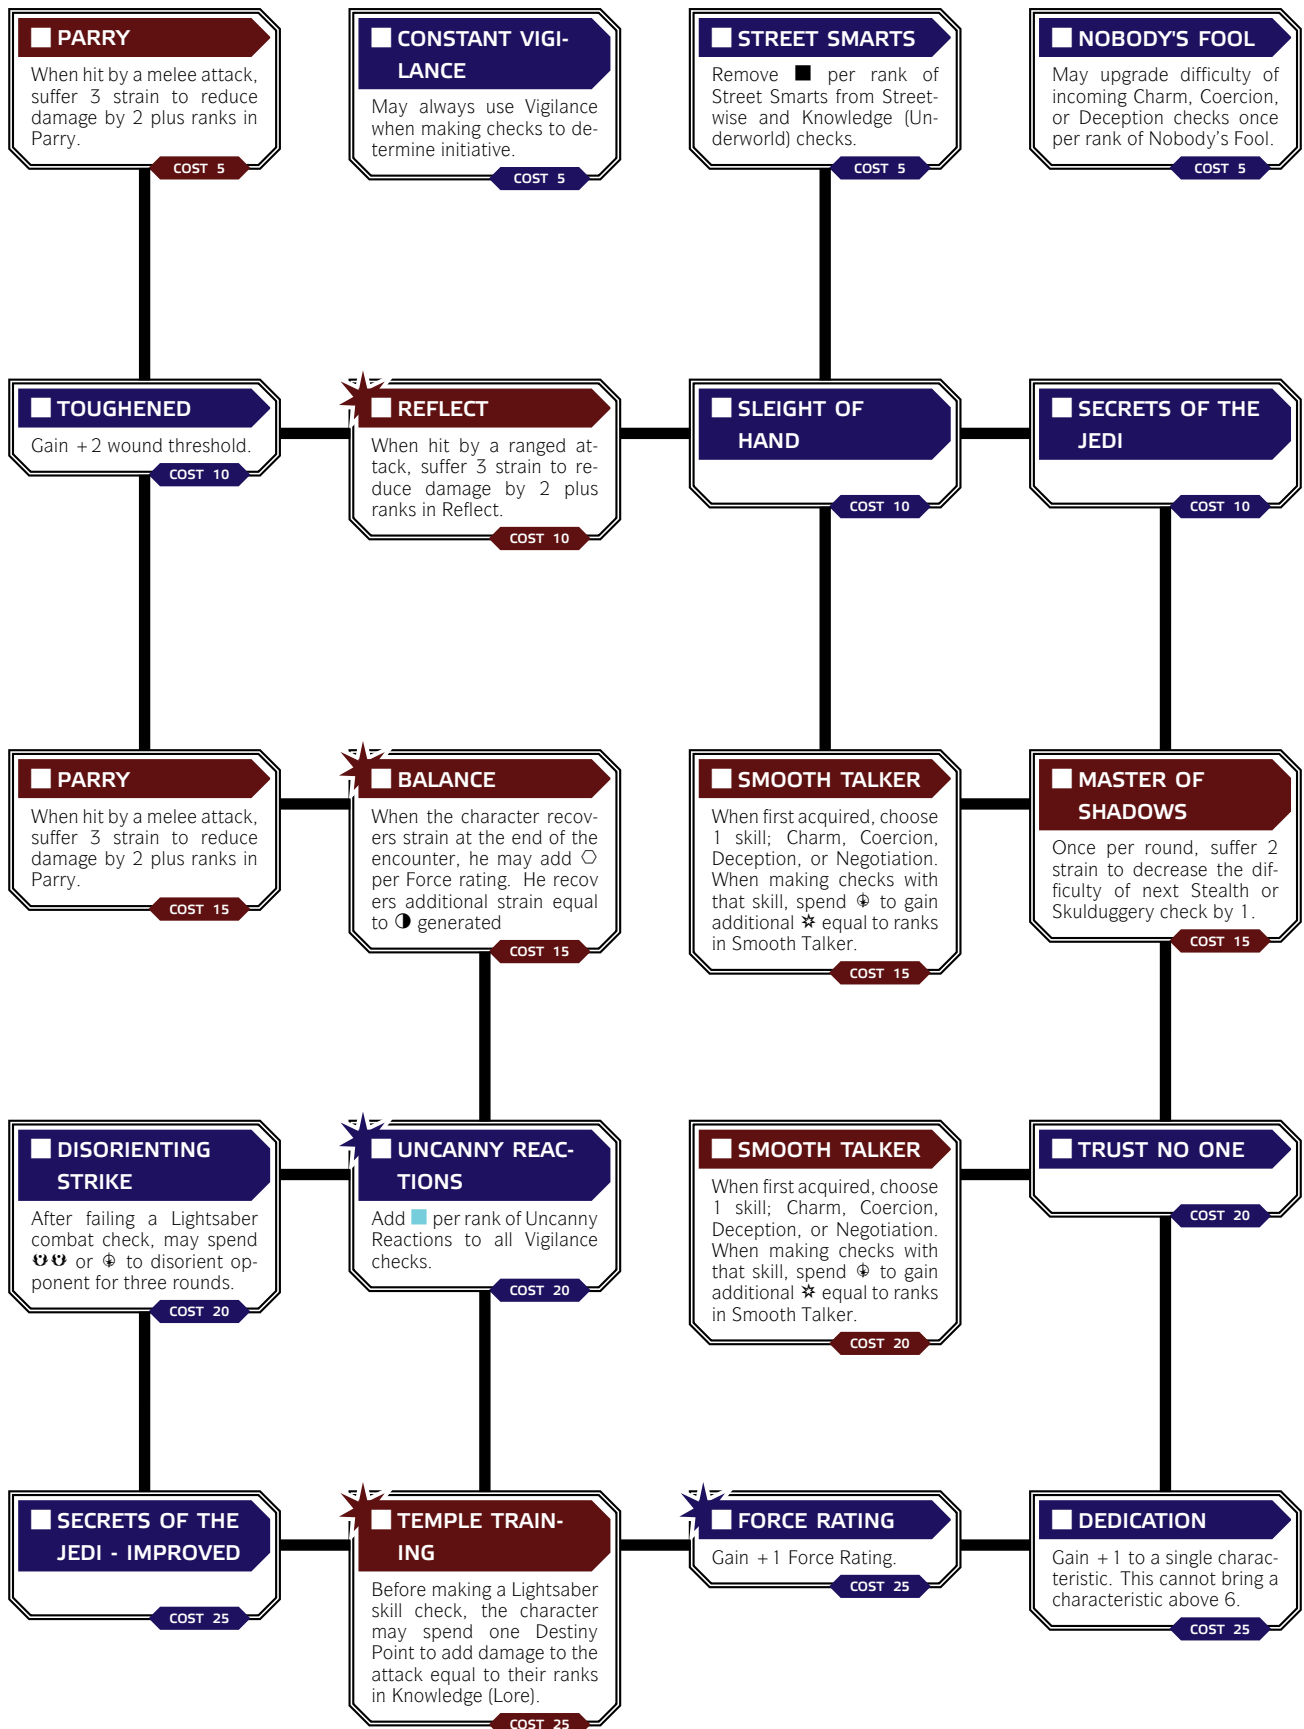 PARRY
When hit by a melee attack,
suffer 3 strain to reduce
damage by 2 plus ranks in
Parry.
COST 5
CONSTANT VIGI-
LANCE
May always use Vigilance
when making checks to de-
termine initiative.
COST 5
STREET SMARTS
Remove ■ per rank of
Street Smarts from Street-
wise and Knowledge (Un-
derworld) checks.
COST 5
NOBODY'S FOOL
May upgrade difficulty of
incoming Charm, Coercion,
or Deception checks once
per rank of Nobody's Fool.
COST 5
TOUGHENED
Gain +2 wound threshold.
COST 10
REFLECT
When hit by a ranged at-
tack, suffer 3 strain to re-
duce damage by 2 plus
ranks in Reflect.
COST 10
SLEIGHT OF
HAND
COST 10
SECRETS OF THE
JEDI
COST 10
PARRY
When hit by a melee attack,
suffer 3 strain to reduce
damage by 2 plus ranks in
Parry.
COST 15
BALANCE
When the character recov-
ers strain at the end of the
encounter, he may add
per Force rating. He recov
ers additional strain equal
to generated
COST 15
SMOOTH TALKER
When first acquired, choose
1 skill; Charm, Coercion,
Deception, or Negotiation.
When making checks with
that skill, spend to gain
additional equal to ranks
in Smooth Talker.
COST 15
MASTER OF
SHADOWS
Once per round, suffer 2
strain to decrease the dif-
ficulty of next Stealth or
Skulduggery check by 1.
COST 15
DISORIENTING
STRIKE
After failing a Lightsaber
combat check, may spend
or to disorient op-
ponent for three rounds.
COST 20
UNCANNY REAC-
TIONS
Add per rank of Uncanny
Reactions to all Vigilance
checks.
COST 20
SMOOTH TALKER
When first acquired, choose
1 skill; Charm, Coercion,
Deception, or Negotiation.
When making checks with
that skill, spend to gain
additional equal to ranks
in Smooth Talker.
COST 20
TRUST NO ONE
COST 20
SECRETS OF THE
JEDI - IMPROVED
COST 25
TEMPLE TRAIN-
ING
Before making a Lightsaber
skill check, the character
may spend one Destiny
Point to add damage to the
attack equal to their ranks
in Knowledge (Lore).
COST 25
FORCE RATING
Gain +1 Force Rating.
COST 25
DEDICATION
Gain +1 to a single charac-
teristic. This cannot bring a
characteristic above 6.
COST 25